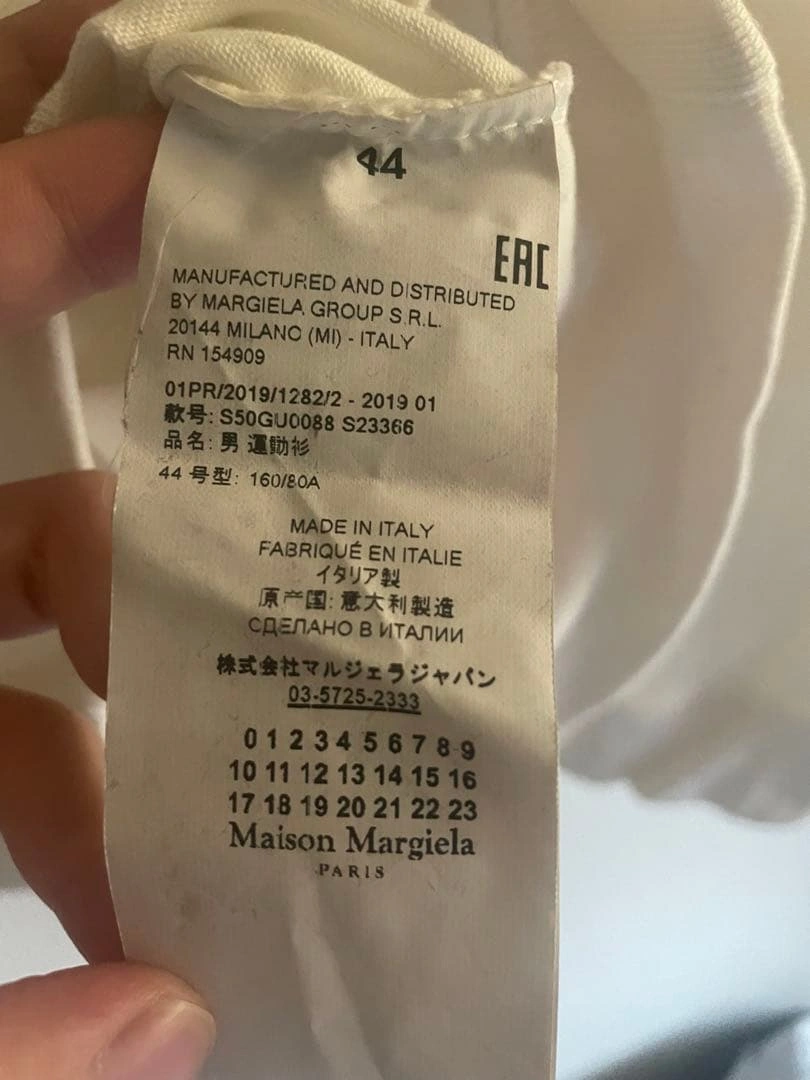 44
EAC
MANUFACTURED AND DISTRIBUTED
BY MARGIELA GROUP S.R.L.
20144 MILANO (MI) - ITALY
RN 154909
01PR/2019/1282/2 - 2019 01
款号: S50GU0088 S23366
品名: 男 運動衫
44 号型: 160/80A
MADE IN ITALY
FABRIQUÉ EN ITALIE
イタリア製
原产国: 意大利製造
СДЕЛАНО В ИТАЛИИ
株式会社マルジェラジャパン
03-5725-2333
0 1 2 3 4 5 6 7 8 9
10 11 12 13 14 15 16
17 18 19 20 21 22 23
Maison Margiela
PARIS